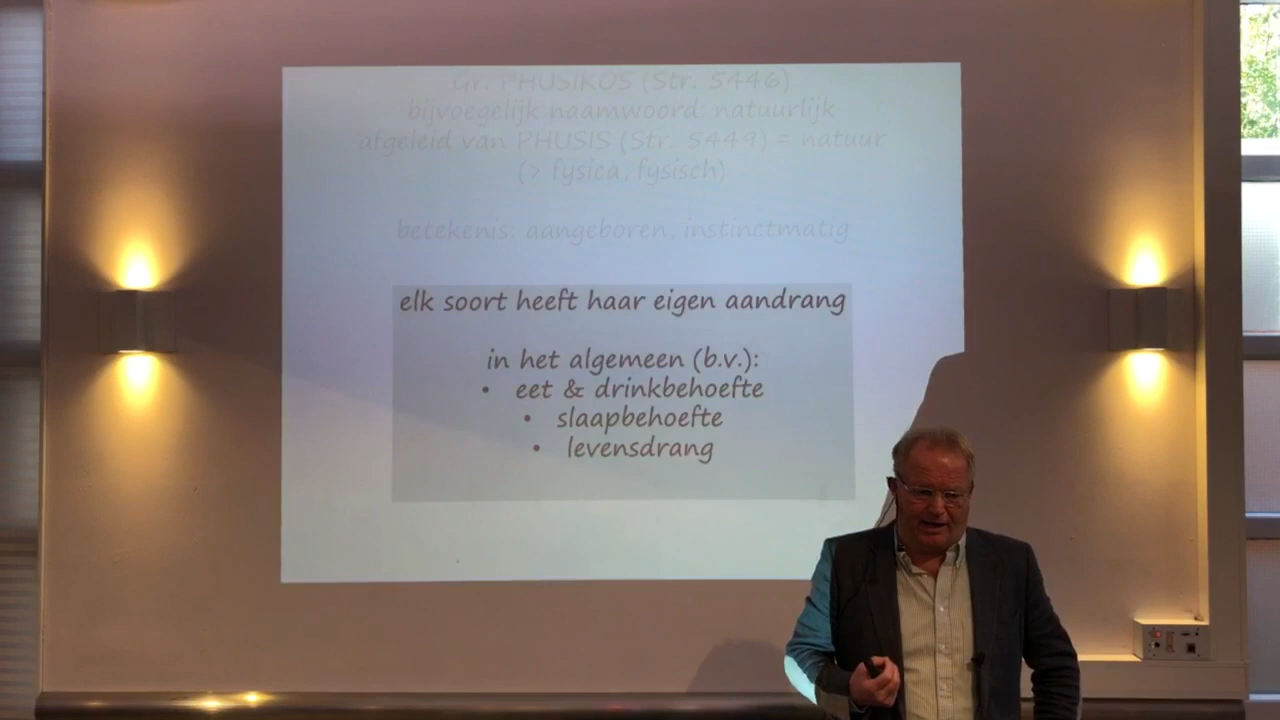 Gr. PHUSIKOS (Str. 5446)
bijvoegelijk naamwoord: natuurlijk
afgeleid van PHUSIS (Str. 5449) = natuur
(> fysica, fysisch)
betekenis: aangeboren, instinctmatig
elk soort heeft haar eigen aandrang
in het algemeen (b.v.):
• eet & drinkbehoefte
• slaapbehoefte
• levensdrang